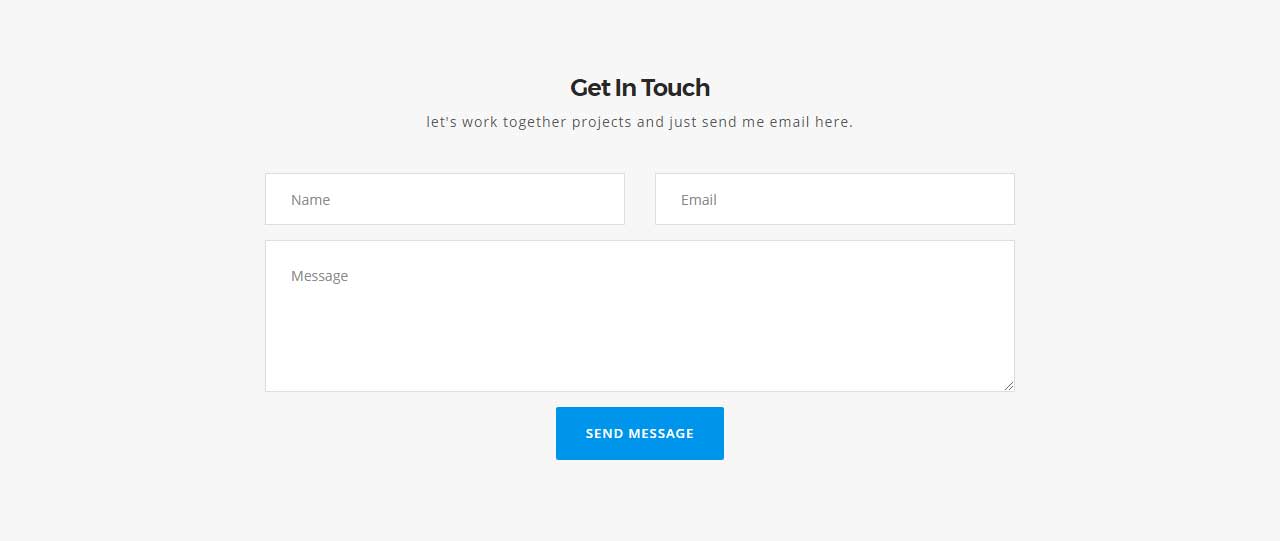 Get In Touch
let's work together projects and just send me email here.
Name
Email
Message
SEND MESSAGE